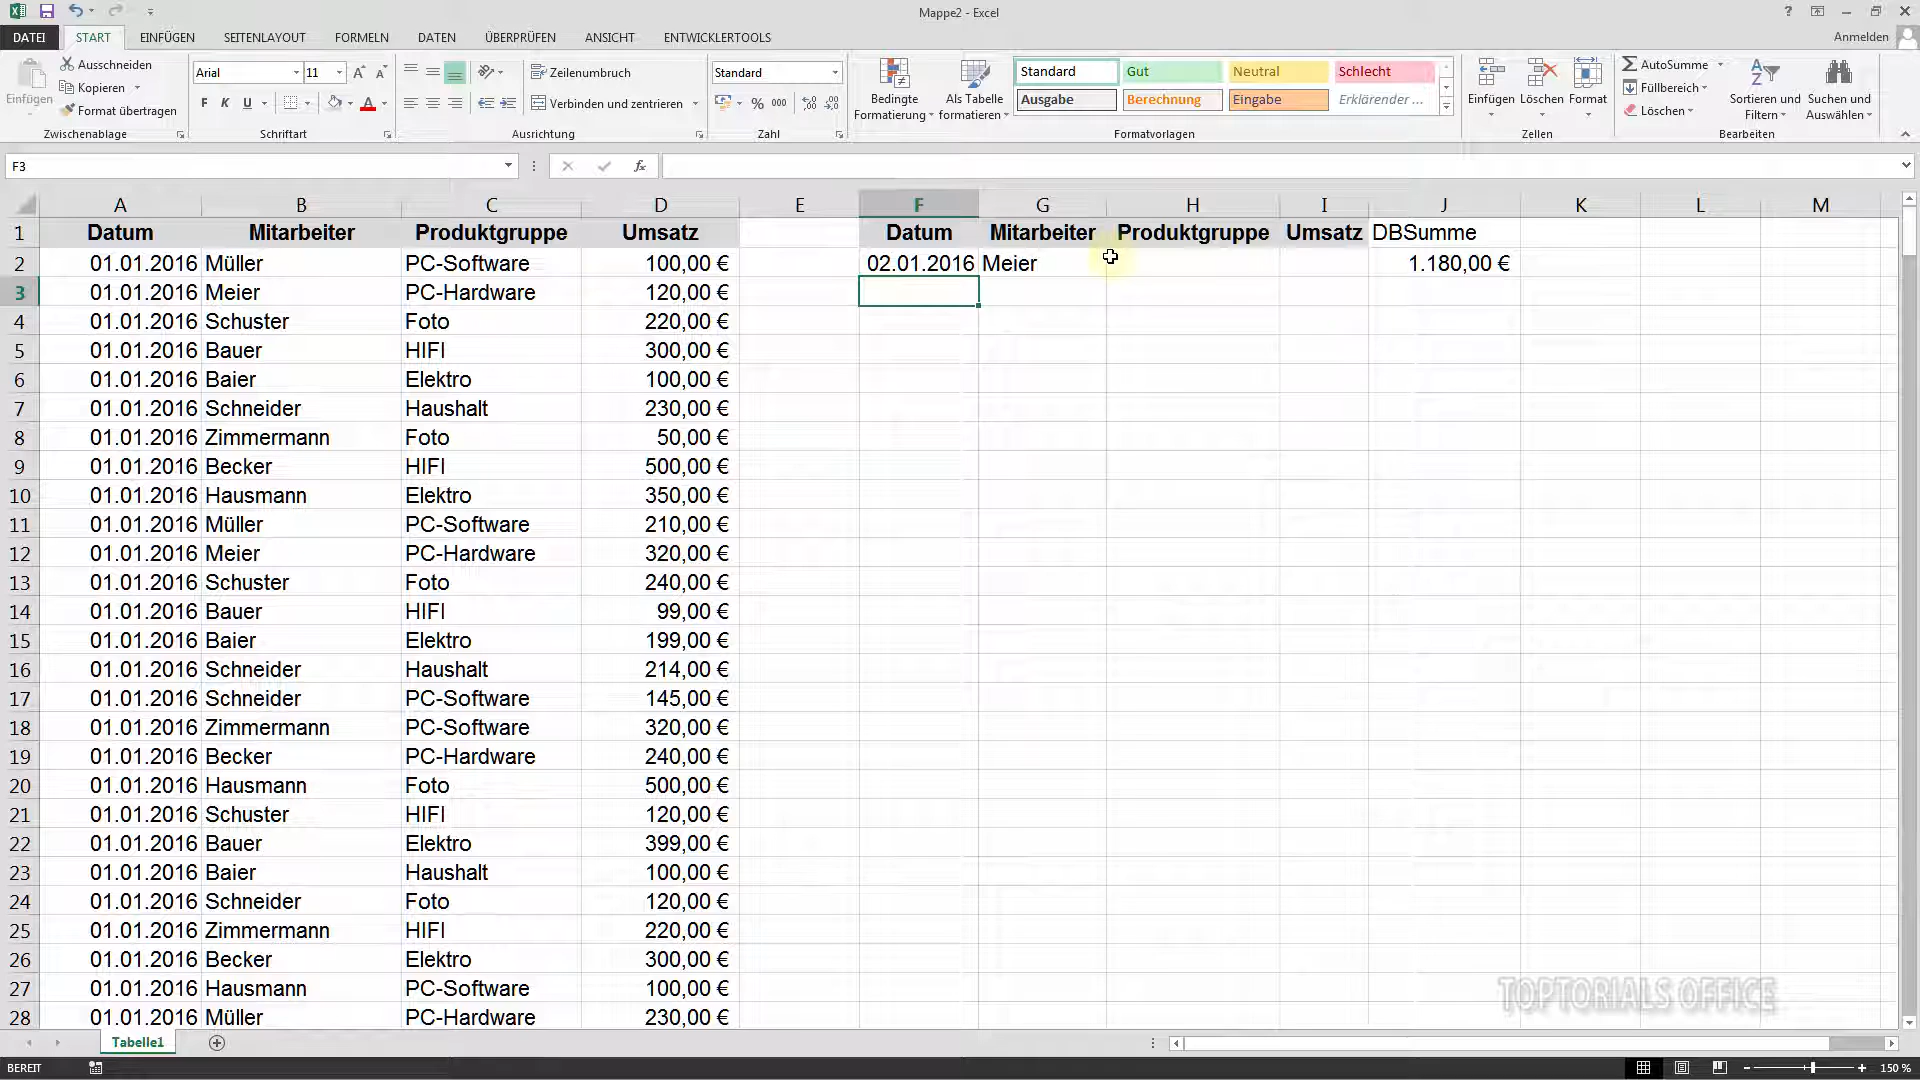 Mappe2 - Excel
DATEI START EINFÜGEN SEITENLAYOUT FORMELN DATEN ÜBERPRÜFEN ANSICHT ENTWICKLERTOOLS Anmelden
Einfügen Ausschneiden
Kopieren
Format übertragen
Zwischenablage
Arial 11
F K U
Schriftart
Zeilenumbruch
Verbinden und zentrieren
Ausrichtung
Standard
% 000
Zahl
Bedingte Formatierung
Als Tabelle formatieren
Standard Gut Neutral Schlecht
Ausgabe Berechnung Eingabe Erklärender ...
Formatvorlagen
Einfügen Löschen Format
Zellen
AutoSumme
Füllbereich
Löschen
Sortieren und Filtern
Suchen und Auswählen
Bearbeiten
F3 fx
A B C D E F G H I J K L M
1 Datum Mitarbeiter Produktgruppe Umsatz Datum Mitarbeiter Produktgruppe Umsatz DBSumme
2 01.01.2016 Müller PC-Software 100,00 € 02.01.2016 Meier 1.180,00 €
3 01.01.2016 Meier PC-Hardware 120,00 €
4 01.01.2016 Schuster Foto 220,00 €
5 01.01.2016 Bauer HIFI 300,00 €
6 01.01.2016 Baier Elektro 100,00 €
7 01.01.2016 Schneider Haushalt 230,00 €
8 01.01.2016 Zimmermann Foto 50,00 €
9 01.01.2016 Becker HIFI 500,00 €
10 01.01.2016 Hausmann Elektro 350,00 €
11 01.01.2016 Müller PC-Software 210,00 €
12 01.01.2016 Meier PC-Hardware 320,00 €
13 01.01.2016 Schuster Foto 240,00 €
14 01.01.2016 Bauer HIFI 99,00 €
15 01.01.2016 Baier Elektro 199,00 €
16 01.01.2016 Schneider Haushalt 214,00 €
17 01.01.2016 Schneider PC-Software 145,00 €
18 01.01.2016 Zimmermann PC-Software 320,00 €
19 01.01.2016 Becker PC-Hardware 240,00 €
20 01.01.2016 Hausmann Foto 500,00 €
21 01.01.2016 Schuster HIFI 120,00 €
22 01.01.2016 Bauer Elektro 399,00 €
23 01.01.2016 Baier Haushalt 100,00 €
24 01.01.2016 Schneider Foto 120,00 €
25 01.01.2016 Zimmermann HIFI 220,00 €
26 01.01.2016 Becker Elektro 300,00 €
27 01.01.2016 Hausmann PC-Software 100,00 €
28 01.01.2016 Müller PC-Hardware 230,00 €
TOPTORIALS OFFICE
Tabelle1
BEREIT 150 %